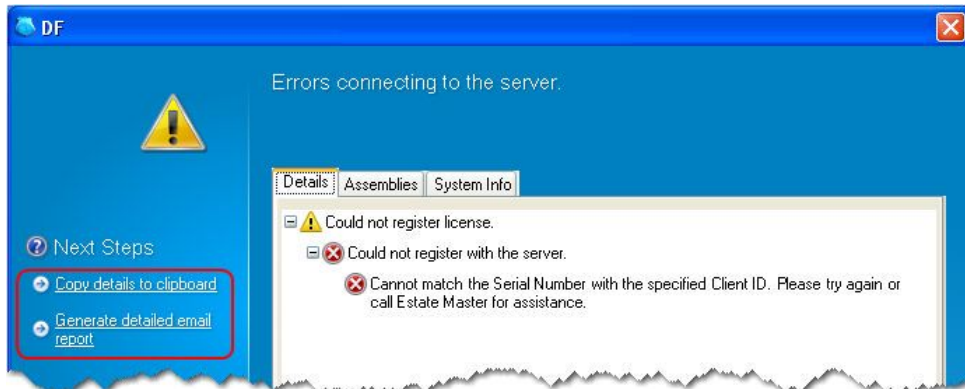 DF
Errors connecting to the server.
Details Assemblies System Info
Could not register license.
Could not register with the server.
Cannot match the Serial Number with the specified Client ID. Please try again or
call Estate Master for assistance.
Next Steps
Copy details to clipboard
Generate detailed email
report